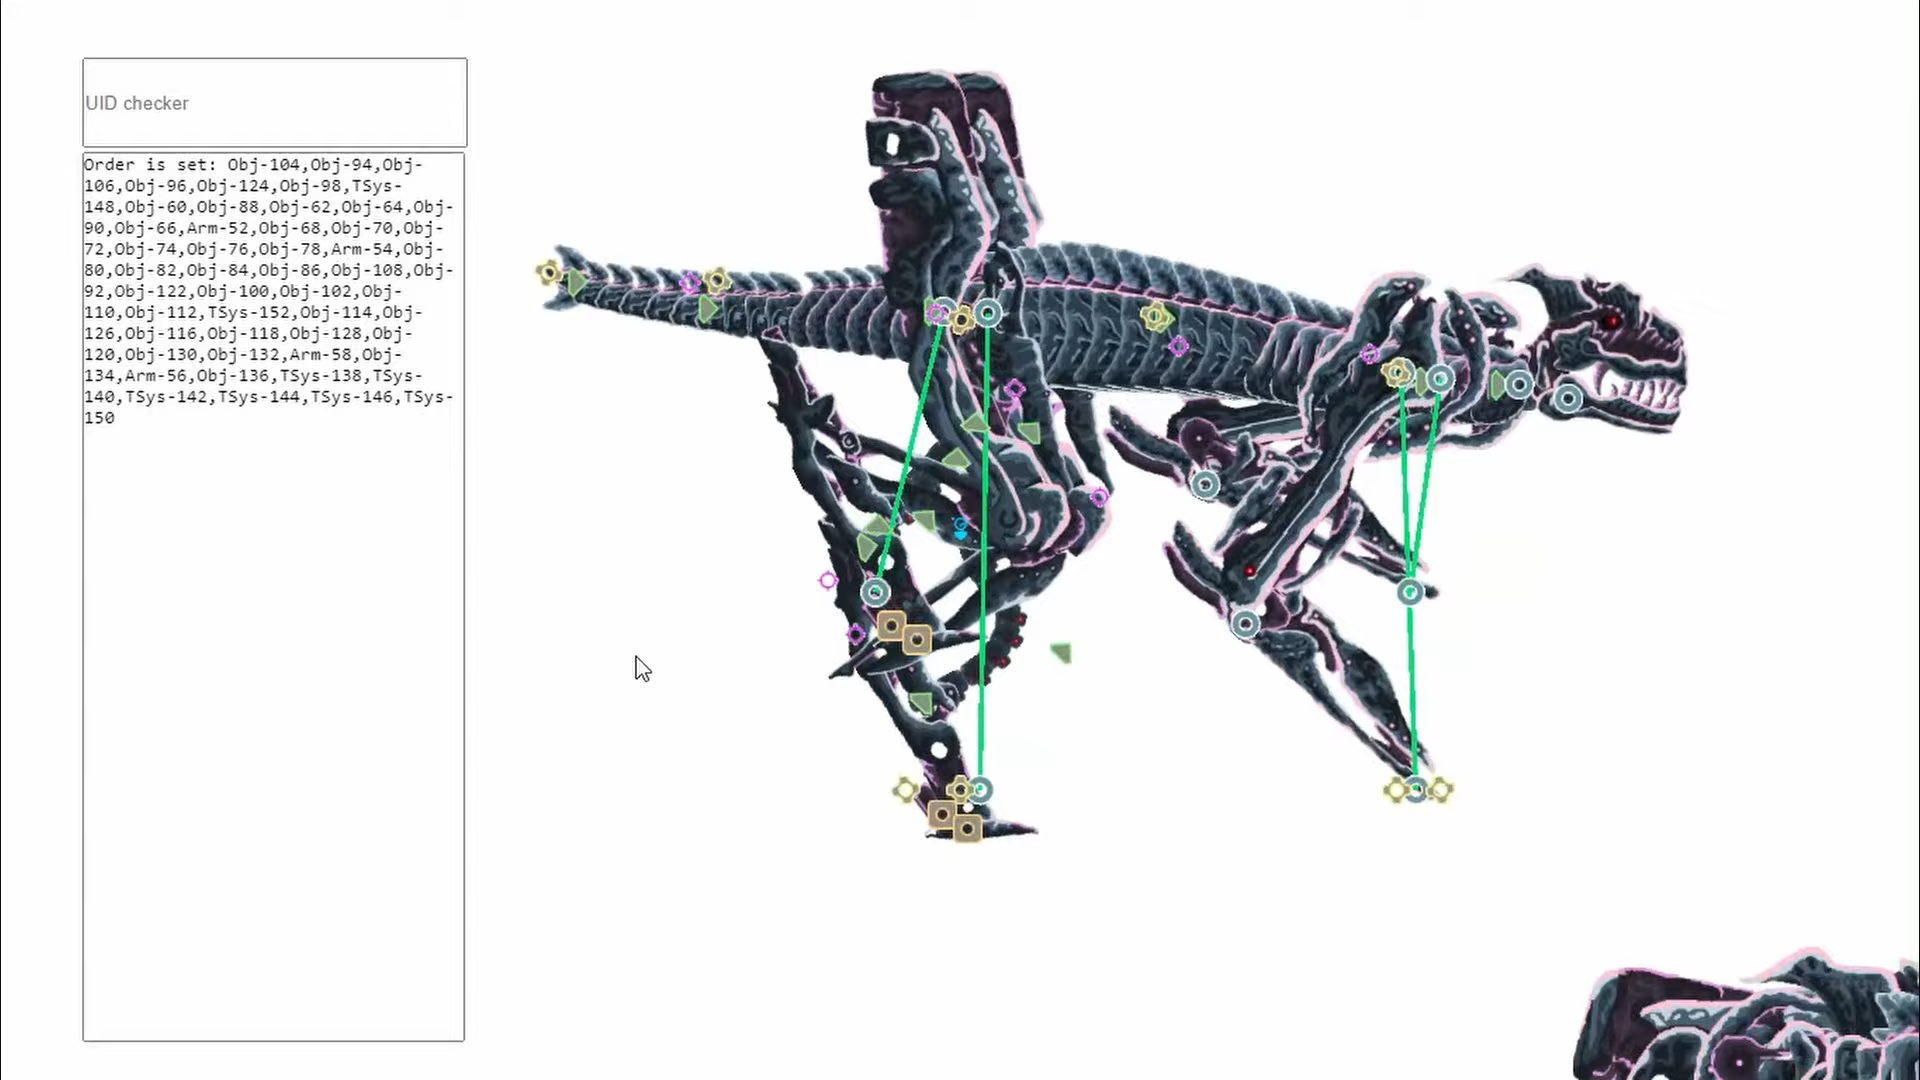 UID checker
Order is set: Obj-104,Obj-94,Obj-
106,Obj-96,Obj-124,Obj-98,TSys-
148,Obj-60,Obj-88,Obj-62,Obj-64,Obj-
90,Obj-66,Arm-52,Obj-68,Obj-70,Obj-
72,Obj-74,Obj-76,Obj-78,Arm-54,Obj-
80,Obj-82,Obj-84,Obj-86,Obj-108,Obj-
92,Obj-122,Obj-100,Obj-102,Obj-
110,Obj-112,TSys-152,Obj-114,Obj-
126,Obj-116,Obj-118,Obj-128,Obj-
120,Obj-130,Obj-132,Arm-58,Obj-
134,Arm-56,Obj-136,TSys-138,TSys-
140,TSys-142,TSys-144,TSys-146,TSys-
150